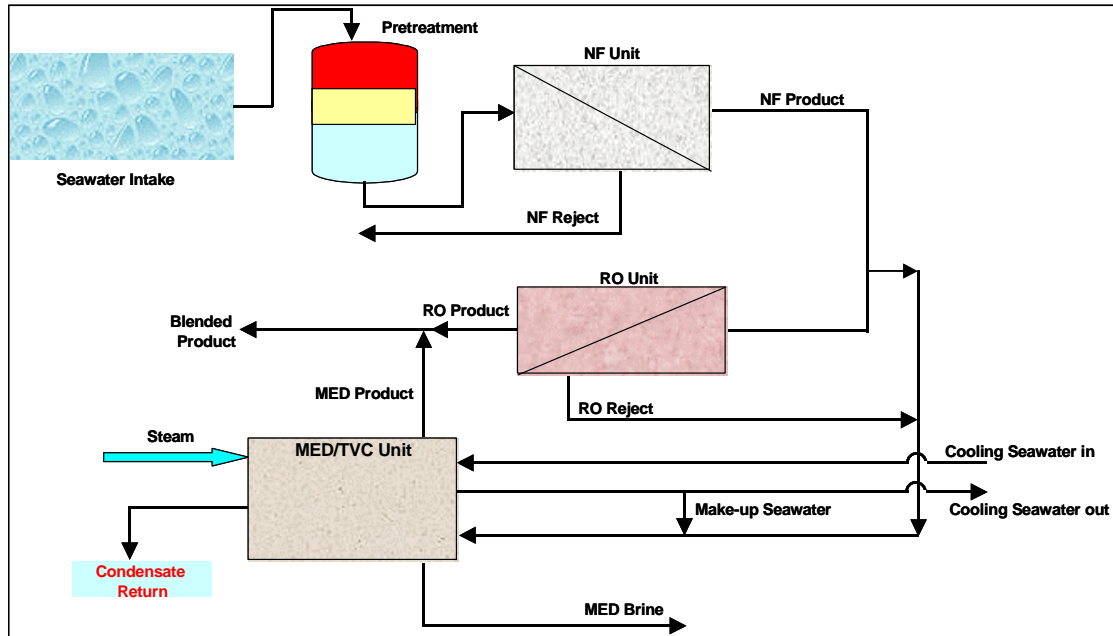 Pretreatment
NF Unit
NF Product
Seawater Intake
NF Reject
RO Unit
RO Product
Blended
Product
MED Product
RO Reject
Steam
MED/TVC Unit
Cooling Seawater in
Make-up Seawater
Cooling Seawater out
Condensate
Return
MED Brine